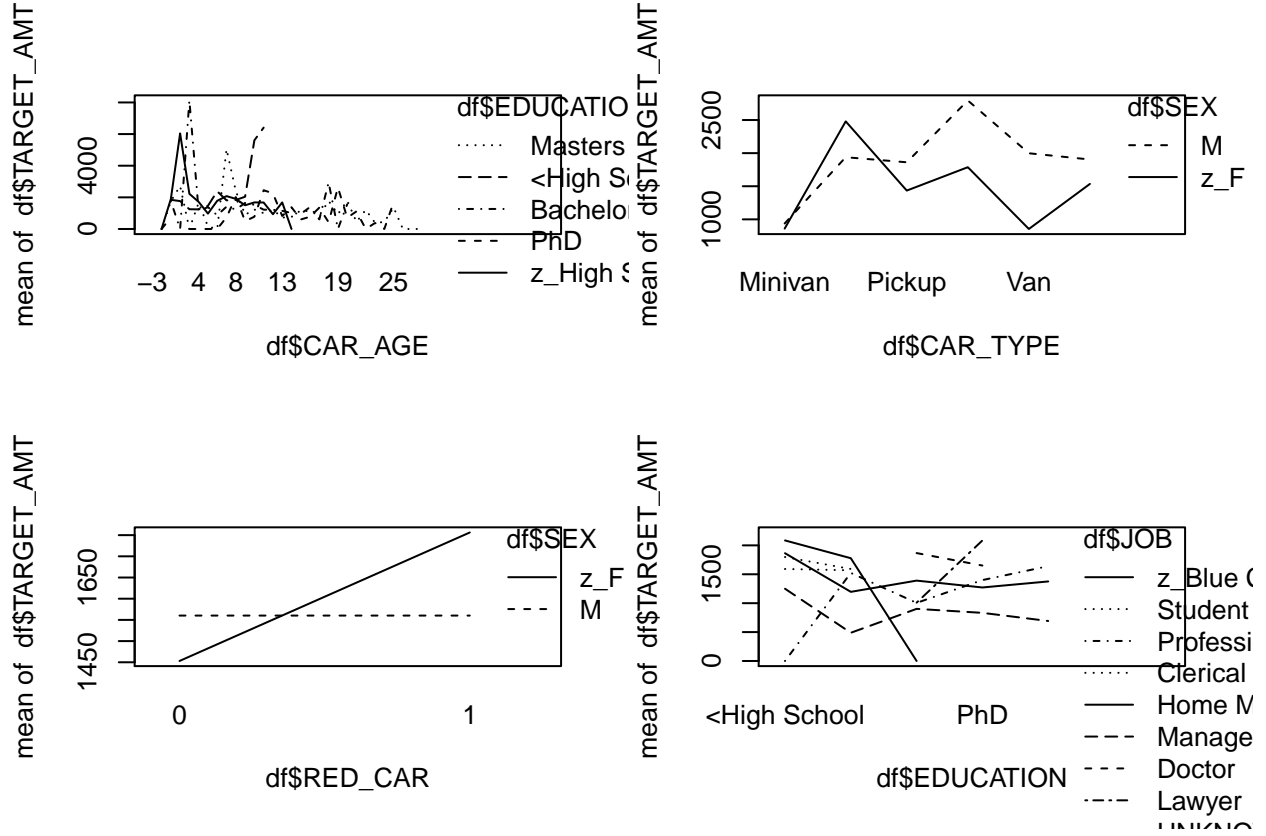 mean of df$TARGET_AMT
0
4000
−3 4 8 13 19 25
df$CAR_AGE
df$EDUCATIO
Masters
<High S
Bachelo
PhD
z_High S
mean of df$TARGET_AMT
1000
2500
Minivan Pickup Van
df$CAR_TYPE
df$SEX
M
z_F
mean of df$TARGET_AMT
1450
1650
0 1
df$RED_CAR
df$SEX
z_F
M
mean of df$TARGET_AMT
0
1500
<High School PhD
df$EDUCATION
df$JOB
z_Blue C
Student
Professi
Clerical
Home M
Manage
Doctor
Lawyer
UNKNO